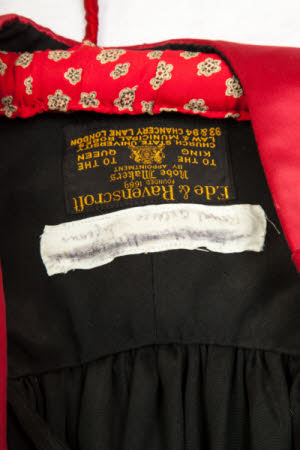 Ede & Ravenscroft
FOUNDED 1689
Robe Makers
BY APPOINTMENT
TO THE TO THE
KING QUEEN
CHURCH, STATE, UNIVERSITY
LAW & MUNICIPAL ROBES
93 & 94 CHANCERY LANE LONDON